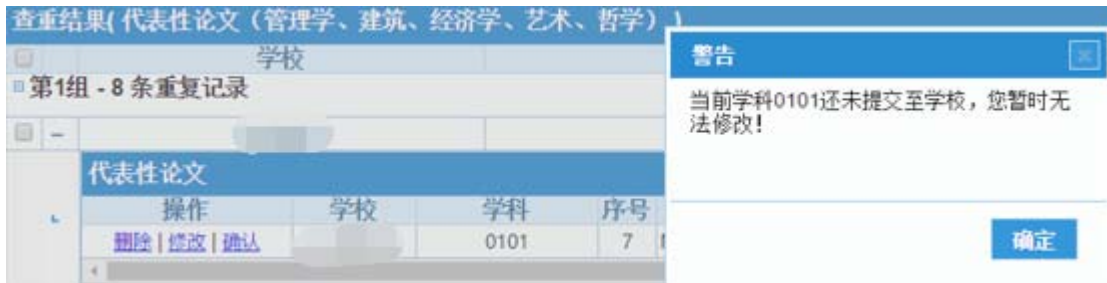 查重结果( 代表性论文（管理学、建筑、经济学、艺术、哲学） )
学校
第1组 - 8 条重复记录
代表性论文
操作 学校 学科 序号
删除 | 修改 | 确认 0101 7
警告
当前学科0101还未提交至学校，您暂时无
法修改!
确定